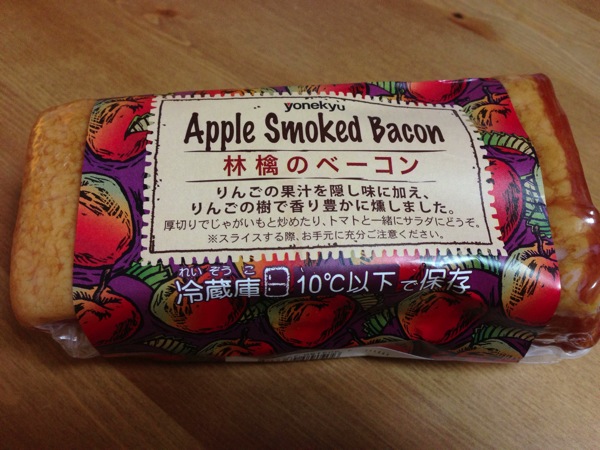 yonekyu
Apple Smoked Bacon
林檎のベーコン
りんごの果汁を隠し味に加え、
りんごの樹で香り豊かに燻しました。
厚切りでじゃがいもと炒めたり、トマトと一緒にサラダにどうぞ。
※スライスする際、お手元に充分ご注意ください。
れいぞうこ
冷蔵庫 10℃以下で保存